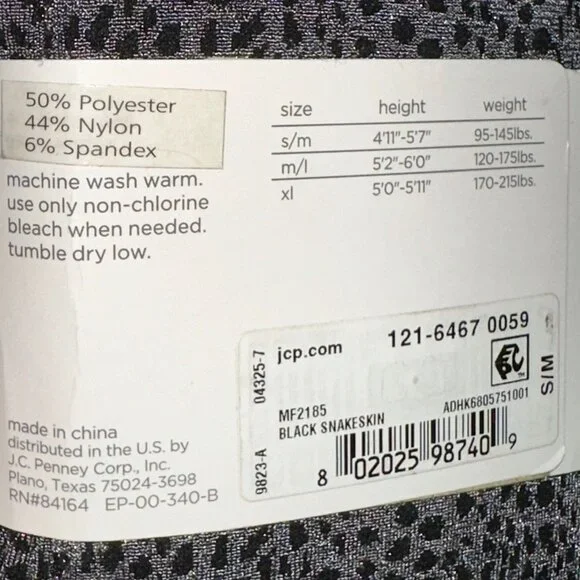 50% Polyester
44% Nylon
6% Spandex
machine wash warm.
use only non-chlorine
bleach when needed.
tumble dry low.
size height weight
s/m 4'11"-5'7" 95-145lbs.
m/l 5'2"-6'0" 120-175lbs.
xl 5'0"-5'11" 170-215lbs.
made in china
distributed in the U.S. by
J.C. Penney Corp., Inc.
Plano, Texas 75024-3698
RN#84164 EP-00-340-B
04325-7
9823-A
jcp.com 121-6467 0059
MF2185 ADHK6805751001
BLACK SNAKESKIN
8 02025 98740 9
S/M